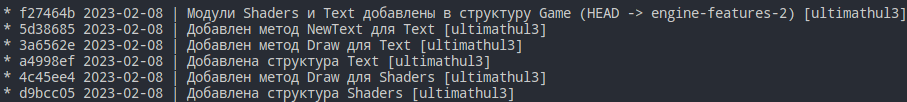 * f27464b 2023-02-08 | Модули Shaders и Text добавлены в структуру Game (HEAD -> engine-features-2) [ultimathul3]
* 5d38685 2023-02-08 | Добавлен метод NewText для Text [ultimathul3]
* 3a6562e 2023-02-08 | Добавлен метод Draw для Text [ultimathul3]
* a4998ef 2023-02-08 | Добавлена структура Text [ultimathul3]
* 4c45ee4 2023-02-08 | Добавлен метод Draw для Shaders [ultimathul3]
* d9bcc05 2023-02-08 | Добавлена структура Shaders [ultimathul3]